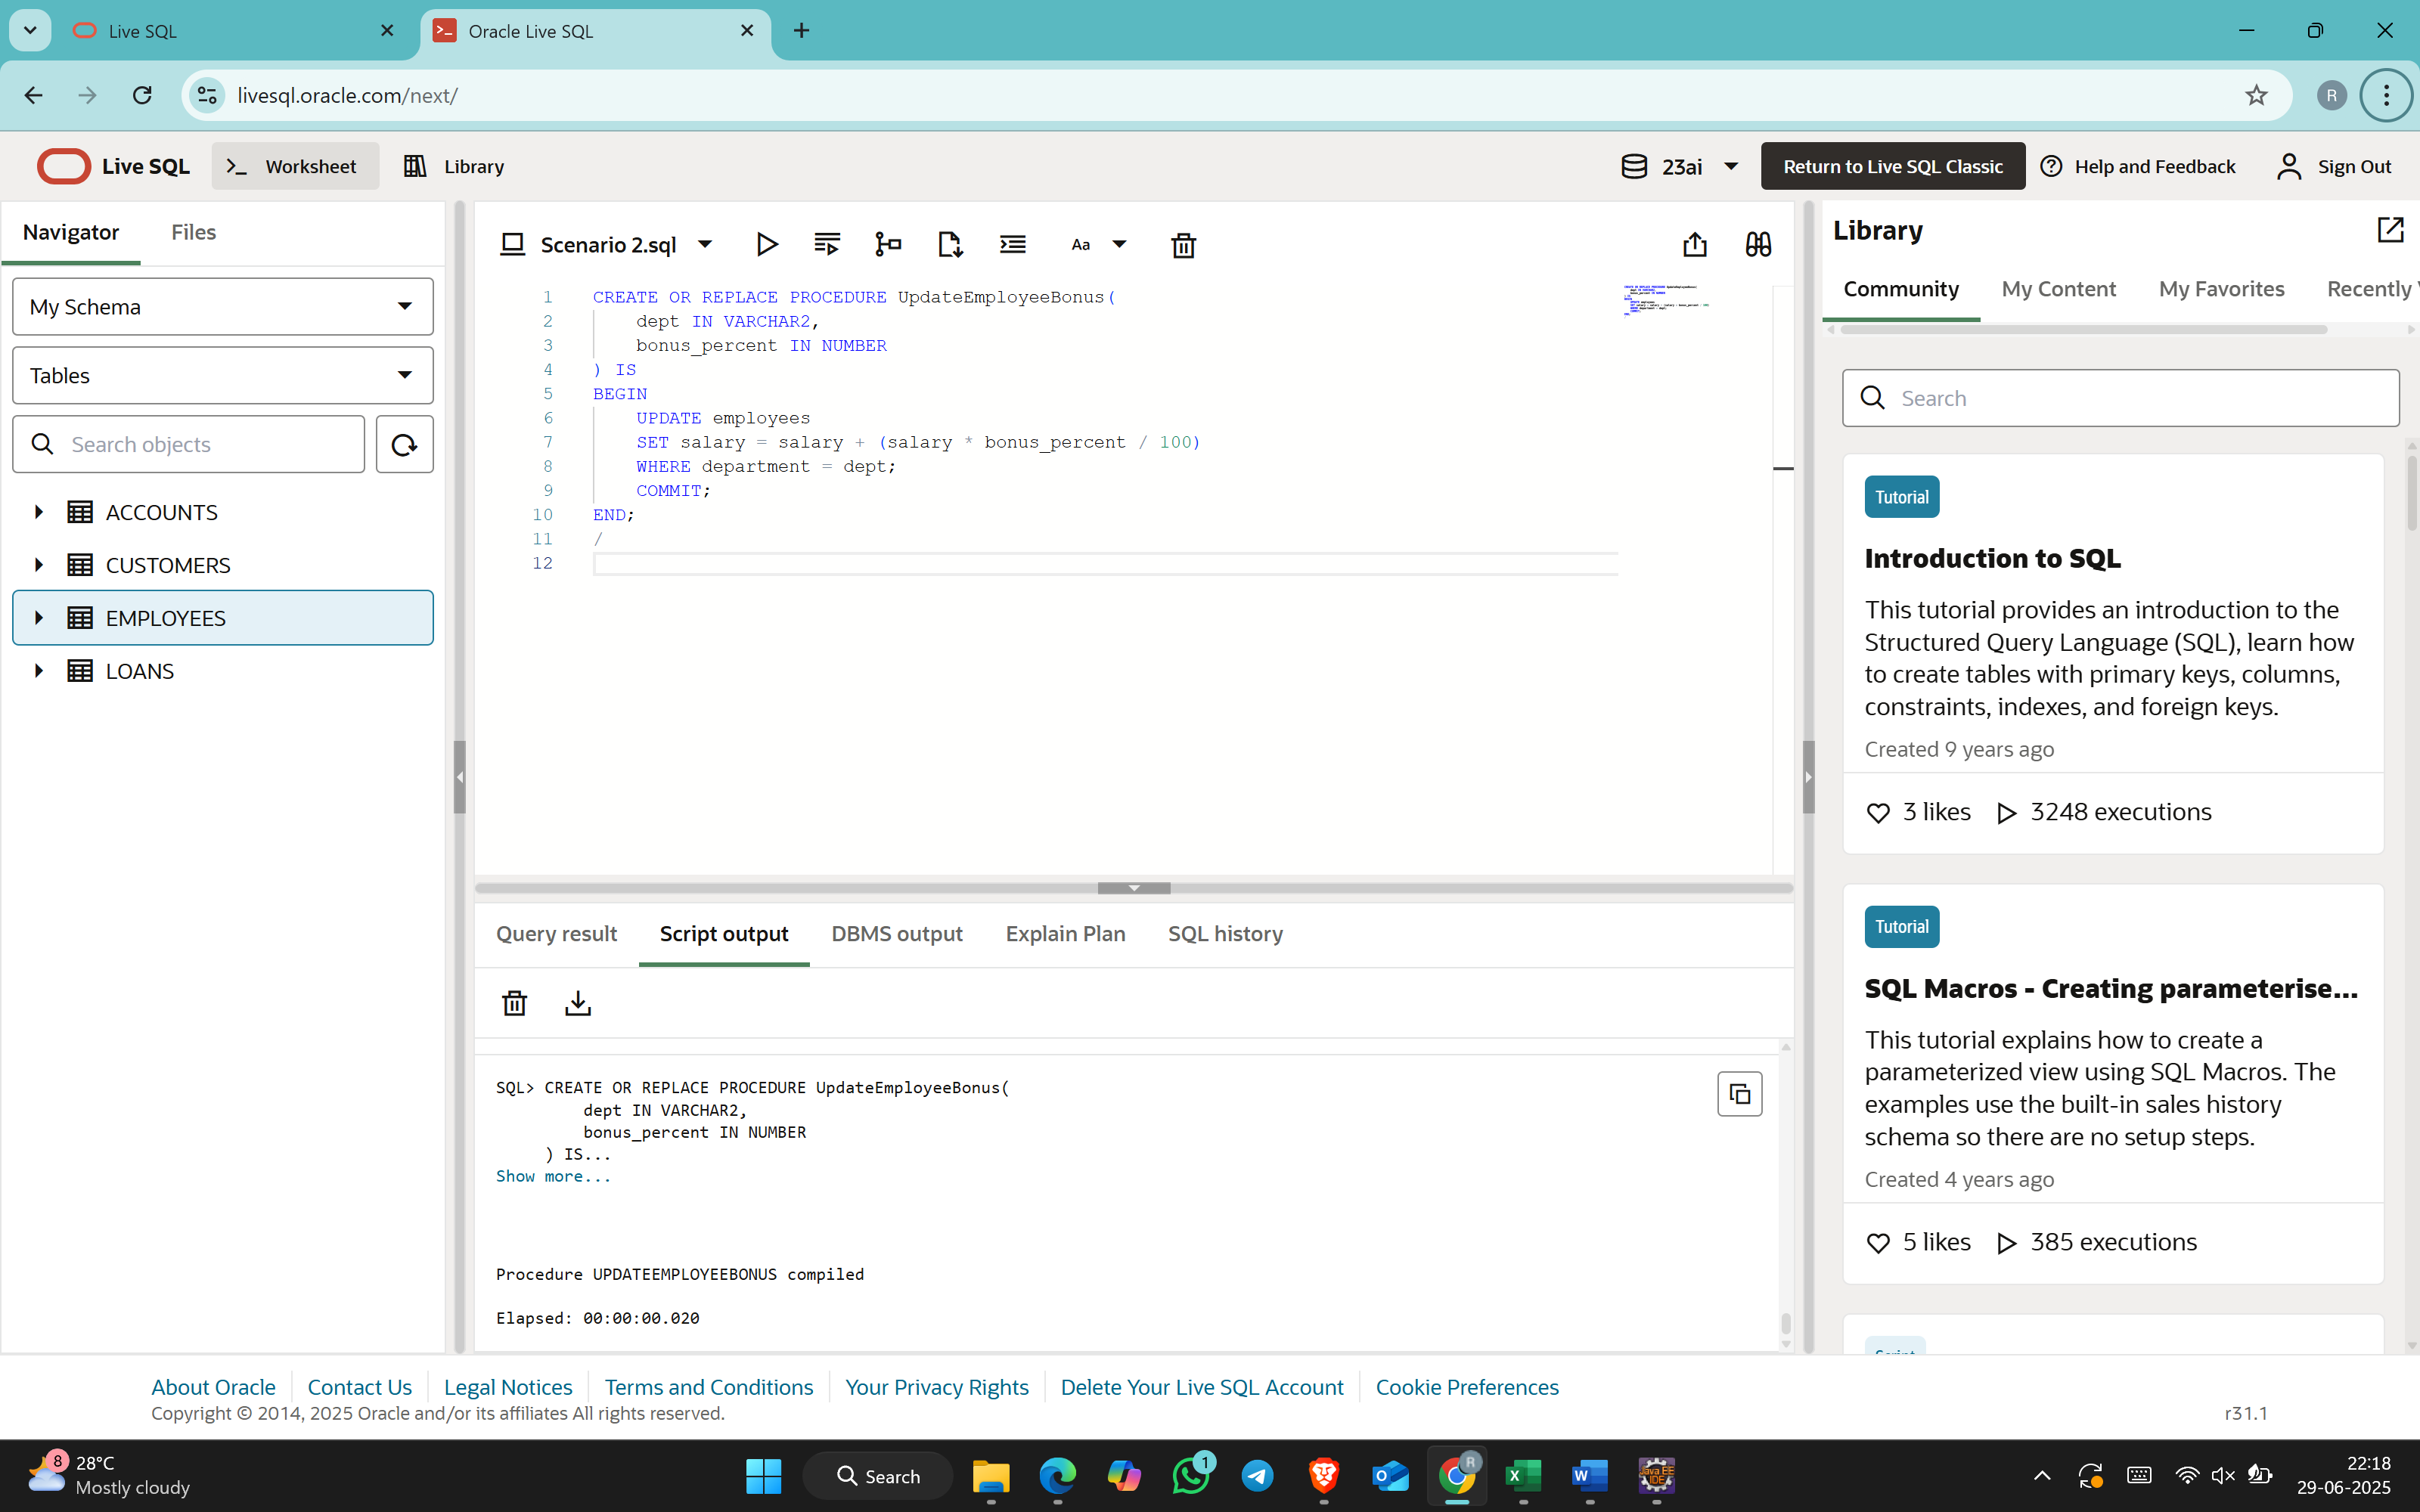 Live SQL
Oracle Live SQL
livesql.oracle.com/next/
R
Live SQL
Worksheet
Library
23ai
Return to Live SQL Classic
Help and Feedback
Sign Out
Navigator
Files
My Schema
Tables
Search objects
ACCOUNTS
CUSTOMERS
EMPLOYEES
LOANS
Scenario 2.sql
Aa
1 CREATE OR REPLACE PROCEDURE UpdateEmployeeBonus(
2 dept IN VARCHAR2,
3 bonus_percent IN NUMBER
4 ) IS
5 BEGIN
6 UPDATE employees
7 SET salary = salary + (salary * bonus_percent / 100)
8 WHERE department = dept;
9 COMMIT;
10 END;
11 /
12
Query result
Script output
DBMS output
Explain Plan
SQL history
SQL> CREATE OR REPLACE PROCEDURE UpdateEmployeeBonus(
dept IN VARCHAR2,
bonus_percent IN NUMBER
) IS...
Show more...
Procedure UPDATEEMPLOYEEBONUS compiled
Elapsed: 00:00:00.020
Library
Community
My Content
My Favorites
Recently
Search
Tutorial
Introduction to SQL
This tutorial provides an introduction to the
Structured Query Language (SQL), learn how
to create tables with primary keys, columns,
constraints, indexes, and foreign keys.
Created 9 years ago
3 likes
3248 executions
Tutorial
SQL Macros - Creating parameterise...
This tutorial explains how to create a
parameterized view using SQL Macros. The
examples use the built-in sales history
schema so there are no setup steps.
Created 4 years ago
5 likes
385 executions
About Oracle
Contact Us
Legal Notices
Terms and Conditions
Your Privacy Rights
Delete Your Live SQL Account
Cookie Preferences
Copyright © 2014, 2025 Oracle and/or its affiliates All rights reserved.
r31.1
8
28°C
Mostly cloudy
Search
1
R
Java EE
IDE
22:18
29-06-2025